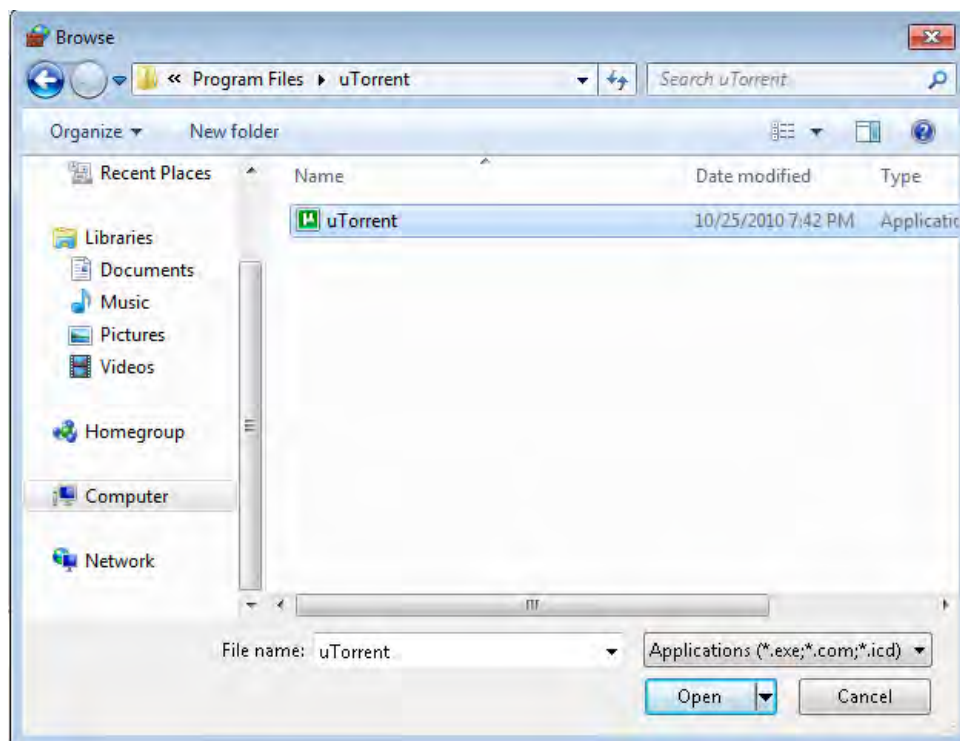 Browse
« Program Files ▸ uTorrent
Search uTorrent
Organize
New folder
Recent Places
Name
Date modified
Type
uTorrent
10/25/2010 7:42 PM
Applicatic
Libraries
Documents
Music
Pictures
Videos
Homegroup
Computer
Network
File name: uTorrent
Applications (*.exe;*.com;*.icd)
Open
Cancel